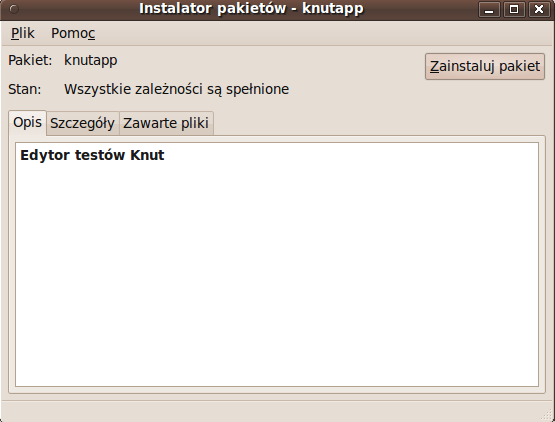 Instalator pakietów - knutapp
Plik Pomoc
Pakiet: knutapp
Zainstaluj pakiet
Stan: Wszystkie zależności są spełnione
Opis Szczegóły Zawarte pliki
Edytor testów Knut